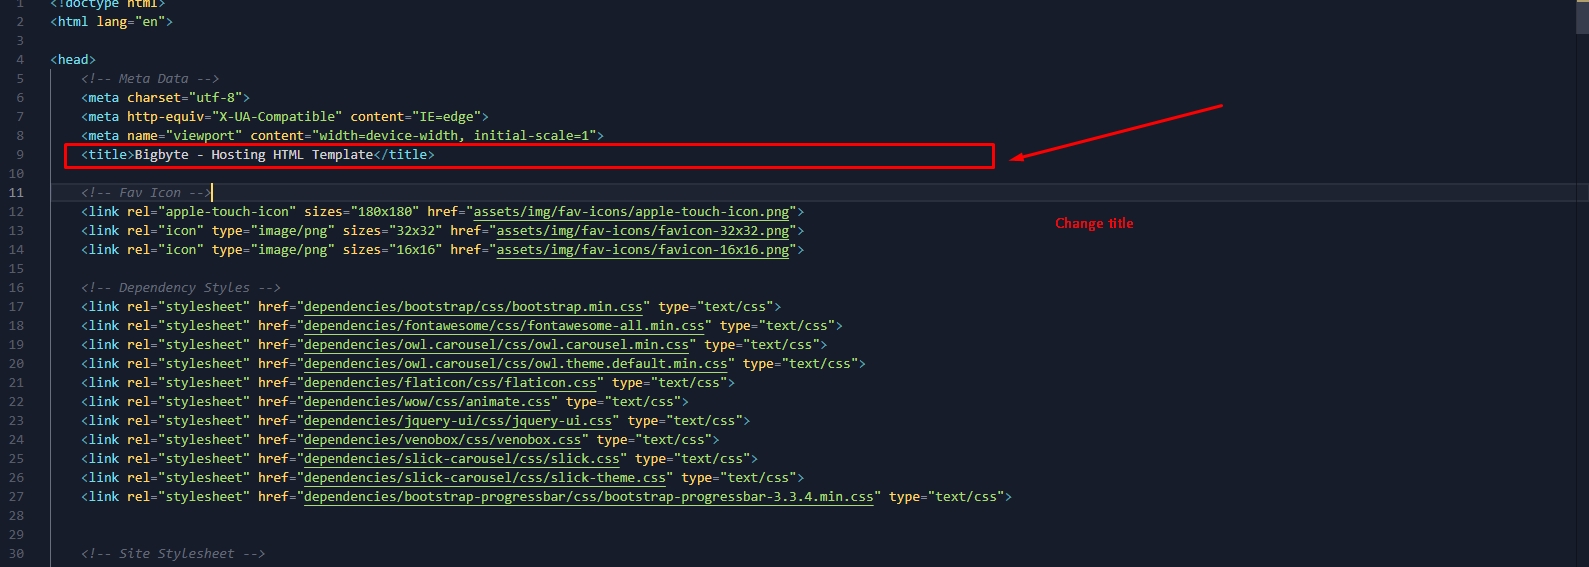 1 <!doctype html>
2 <html lang="en">
3
4 <head>
5 <!-- Meta Data -->
6 <meta charset="utf-8">
7 <meta http-equiv="X-UA-Compatible" content="IE=edge">
8 <meta name="viewport" content="width=device-width, initial-scale=1">
9 <title>Bigbyte - Hosting HTML Template</title>
10
11 <!-- Fav Icon -->
12 <link rel="apple-touch-icon" sizes="180x180" href="assets/img/fav-icons/apple-touch-icon.png">
Change title
13 <link rel="icon" type="image/png" sizes="32x32" href="assets/img/fav-icons/favicon-32x32.png">
14 <link rel="icon" type="image/png" sizes="16x16" href="assets/img/fav-icons/favicon-16x16.png">
15
16 <!-- Dependency Styles -->
17 <link rel="stylesheet" href="dependencies/bootstrap/css/bootstrap.min.css" type="text/css">
18 <link rel="stylesheet" href="dependencies/fontawesome/css/fontawesome-all.min.css" type="text/css">
19 <link rel="stylesheet" href="dependencies/owl.carousel/css/owl.carousel.min.css" type="text/css">
20 <link rel="stylesheet" href="dependencies/owl.carousel/css/owl.theme.default.min.css" type="text/css">
21 <link rel="stylesheet" href="dependencies/flaticon/css/flaticon.css" type="text/css">
22 <link rel="stylesheet" href="dependencies/wow/css/animate.css" type="text/css">
23 <link rel="stylesheet" href="dependencies/jquery-ui/css/jquery-ui.css" type="text/css">
24 <link rel="stylesheet" href="dependencies/venobox/css/venobox.css" type="text/css">
25 <link rel="stylesheet" href="dependencies/slick-carousel/css/slick.css" type="text/css">
26 <link rel="stylesheet" href="dependencies/slick-carousel/css/slick-theme.css" type="text/css">
27 <link rel="stylesheet" href="dependencies/bootstrap-progressbar/css/bootstrap-progressbar-3.3.4.min.css" type="text/css">
28
29
30 <!-- Site Stylesheet -->